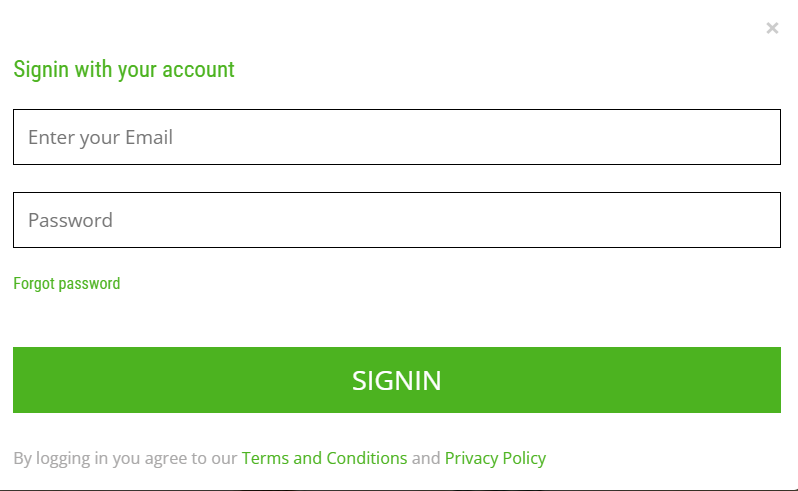 ×
Signin with your account
Enter your Email
Password
Forgot password
SIGNIN
By logging in you agree to our Terms and Conditions and Privacy Policy